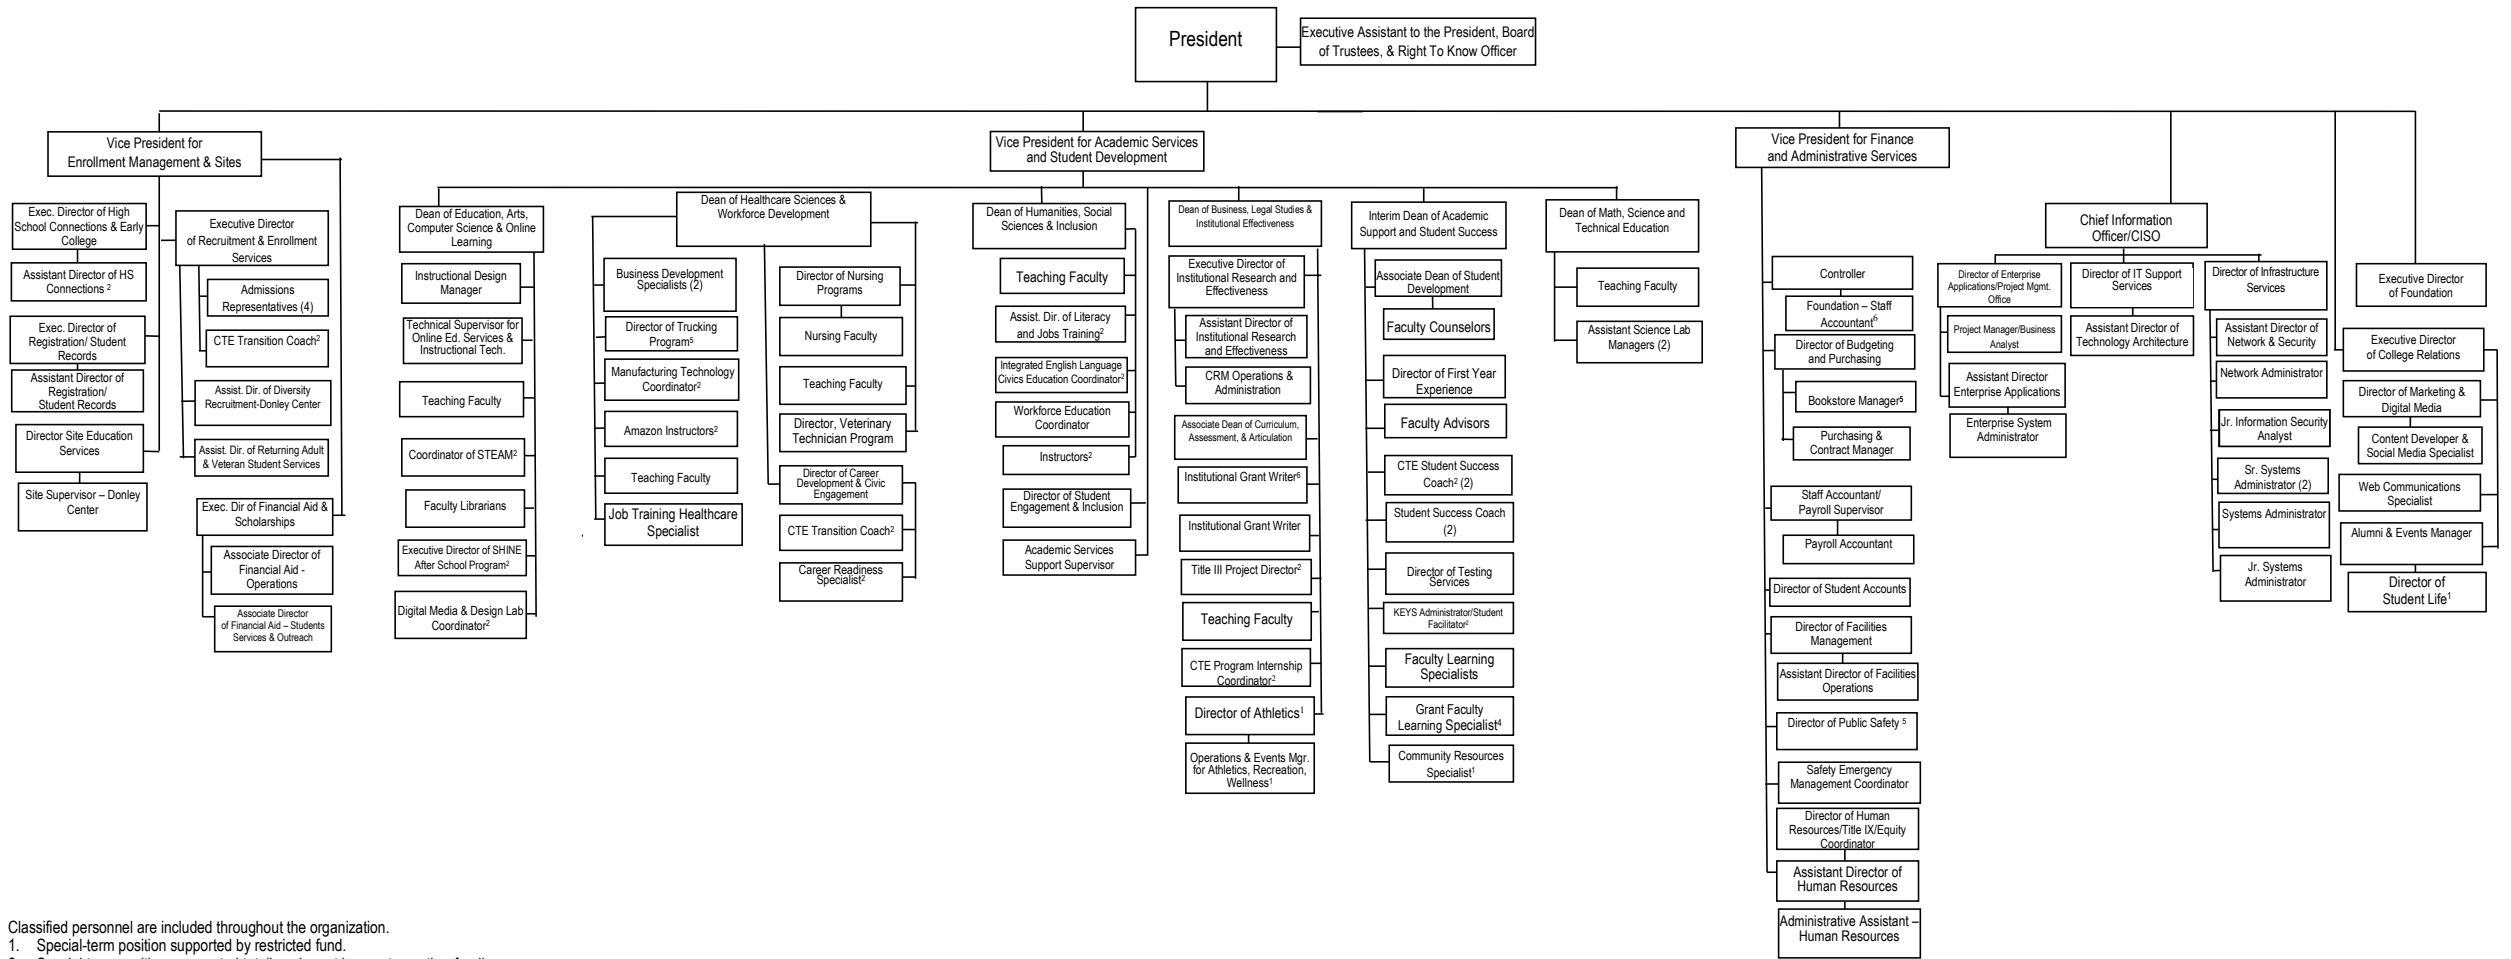 President
Executive Assistant to the President, Board
of Trustees, & Right To Know Officer
Vice President for
Enrollment Management & Sites
Exec. Director of High
School Connections & Early
College
Assistant Director of HS
Connections ²
Exec. Director of
Registration/ Student
Records
Assistant Director of
Registration/
Student Records
Director Site Education
Services
Site Supervisor – Donley
Center
Executive Director
of Recruitment & Enrollment
Services
Admissions
Representatives (4)
CTE Transition Coach²
Assist. Dir. of Diversity
Recruitment-Donley Center
Assist. Dir. of Returning Adult
& Veteran Student Services
Exec. Dir of Financial Aid &
Scholarships
Associate Director of
Financial Aid -
Operations
Associate Director
of Financial Aid – Students
Services & Outreach
Vice President for Academic Services
and Student Development
Dean of Education, Arts,
Computer Science & Online
Learning
Instructional Design
Manager
Technical Supervisor for
Online Ed. Services &
Instructional Tech.
Teaching Faculty
Coordinator of STEAM²
Faculty Librarians
Executive Director of SHINE
After School Program²
Digital Media & Design Lab
Coordinator²
Dean of Healthcare Sciences &
Workforce Development
Business Development
Specialists (2)
Director of Trucking
Program⁵
Manufacturing Technology
Coordinator²
Amazon Instructors²
Teaching Faculty
Job Training Healthcare
Specialist
Director of Nursing
Programs
Nursing Faculty
Teaching Faculty
Director, Veterinary
Technician Program
Director of Career
Development & Civic
Engagement
CTE Transition Coach²
Career Readiness
Specialist²
Dean of Humanities, Social
Sciences & Inclusion
Teaching Faculty
Assist. Dir. of Literacy
and Jobs Training²
Integrated English Language
Civics Education Coordinator²
Workforce Education
Coordinator
Instructors²
Director of Student
Engagement & Inclusion
Academic Services
Support Supervisor
Dean of Business, Legal Studies &
Institutional Effectiveness
Executive Director of
Institutional Research and
Effectiveness
Assistant Director of
Institutional Research
and Effectiveness
CRM Operations &
Administration
Associate Dean of Curriculum,
Assessment, & Articulation
Institutional Grant Writer⁶
Institutional Grant Writer
Title III Project Director²
Teaching Faculty
CTE Program Internship
Coordinator²
Director of Athletics¹
Operations & Events Mgr.
for Athletics, Recreation,
Wellness¹
Interim Dean of Academic
Support and Student Success
Associate Dean of Student
Development
Faculty Counselors
Director of First Year
Experience
Faculty Advisors
CTE Student Success
Coach² (2)
Student Success Coach
(2)
Director of Testing
Services
KEYS Administrator/Student
Facilitator²
Faculty Learning
Specialists
Grant Faculty
Learning Specialist⁴
Community Resources
Specialist¹
Dean of Math, Science and
Technical Education
Teaching Faculty
Assistant Science Lab
Managers (2)
Vice President for Finance
and Administrative Services
Controller
Foundation – Staff
Accountant⁶
Director of Budgeting
and Purchasing
Bookstore Manager⁵
Purchasing &
Contract Manager
Staff Accountant/
Payroll Supervisor
Payroll Accountant
Director of Student Accounts
Director of Facilities
Management
Assistant Director of Facilities
Operations
Director of Public Safety ⁵
Safety Emergency
Management Coordinator
Director of Human
Resources/Title IX/Equity
Coordinator
Assistant Director of
Human Resources
Administrative Assistant –
Human Resources
Chief Information
Officer/CISO
Director of Enterprise
Applications/Project Mgmt.
Office
Project Manager/Business
Analyst
Assistant Director
Enterprise Applications
Enterprise System
Administrator
Director of IT Support
Services
Assistant Director of
Technology Architecture
Director of Infrastructure
Services
Assistant Director of
Network & Security
Network Administrator
Jr. Information Security
Analyst
Sr. Systems
Administrator (2)
Systems Administrator
Jr. Systems
Administrator
Executive Director
of Foundation
Executive Director
of College Relations
Director of Marketing &
Digital Media
Content Developer &
Social Media Specialist
Web Communications
Specialist
Alumni & Events Manager
Director of
Student Life¹
Classified personnel are included throughout the organization.
1. Special-term position supported by restricted fund.